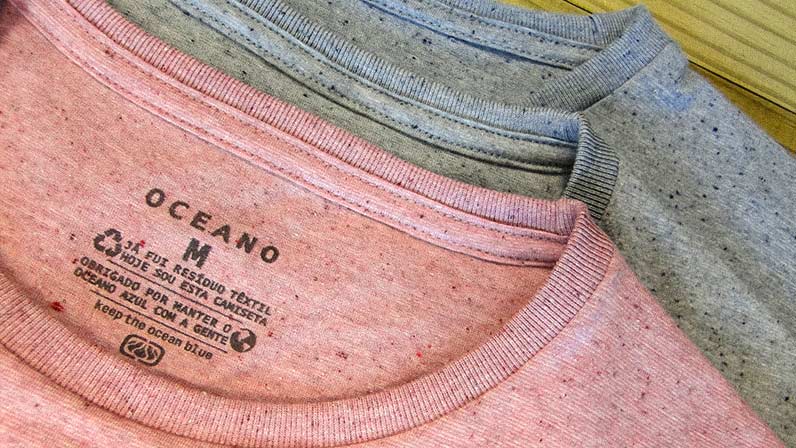 OCEANO
M
JÁ FUI RESÍDUO TÊXTIL
HOJE SOU ESTA CAMISETA
OBRIGADO POR MANTER O
OCEANO AZUL COM A GENTE
keep the ocean blue